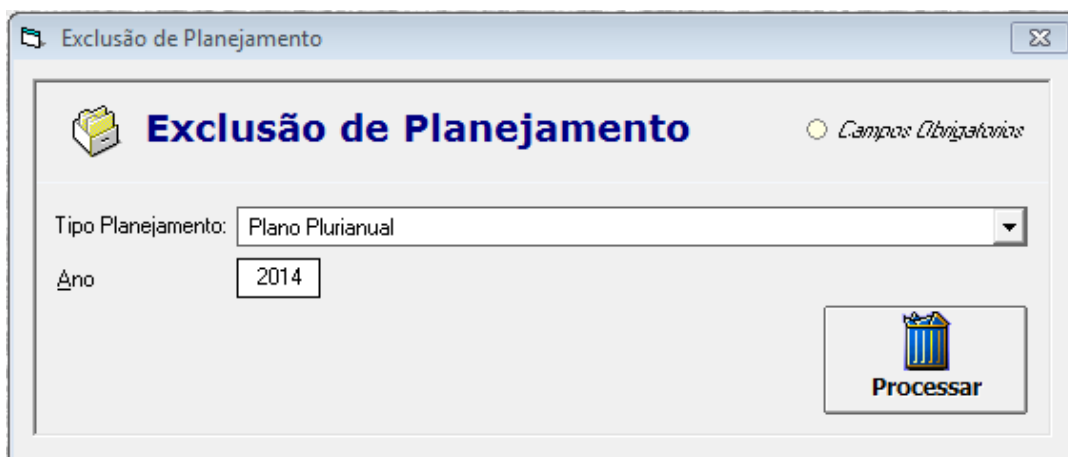 Exclusão de Planejamento
Exclusão de Planejamento
Campos Obrigatorios
Tipo Planejamento: Plano Plurianual
Ano 2014
Processar